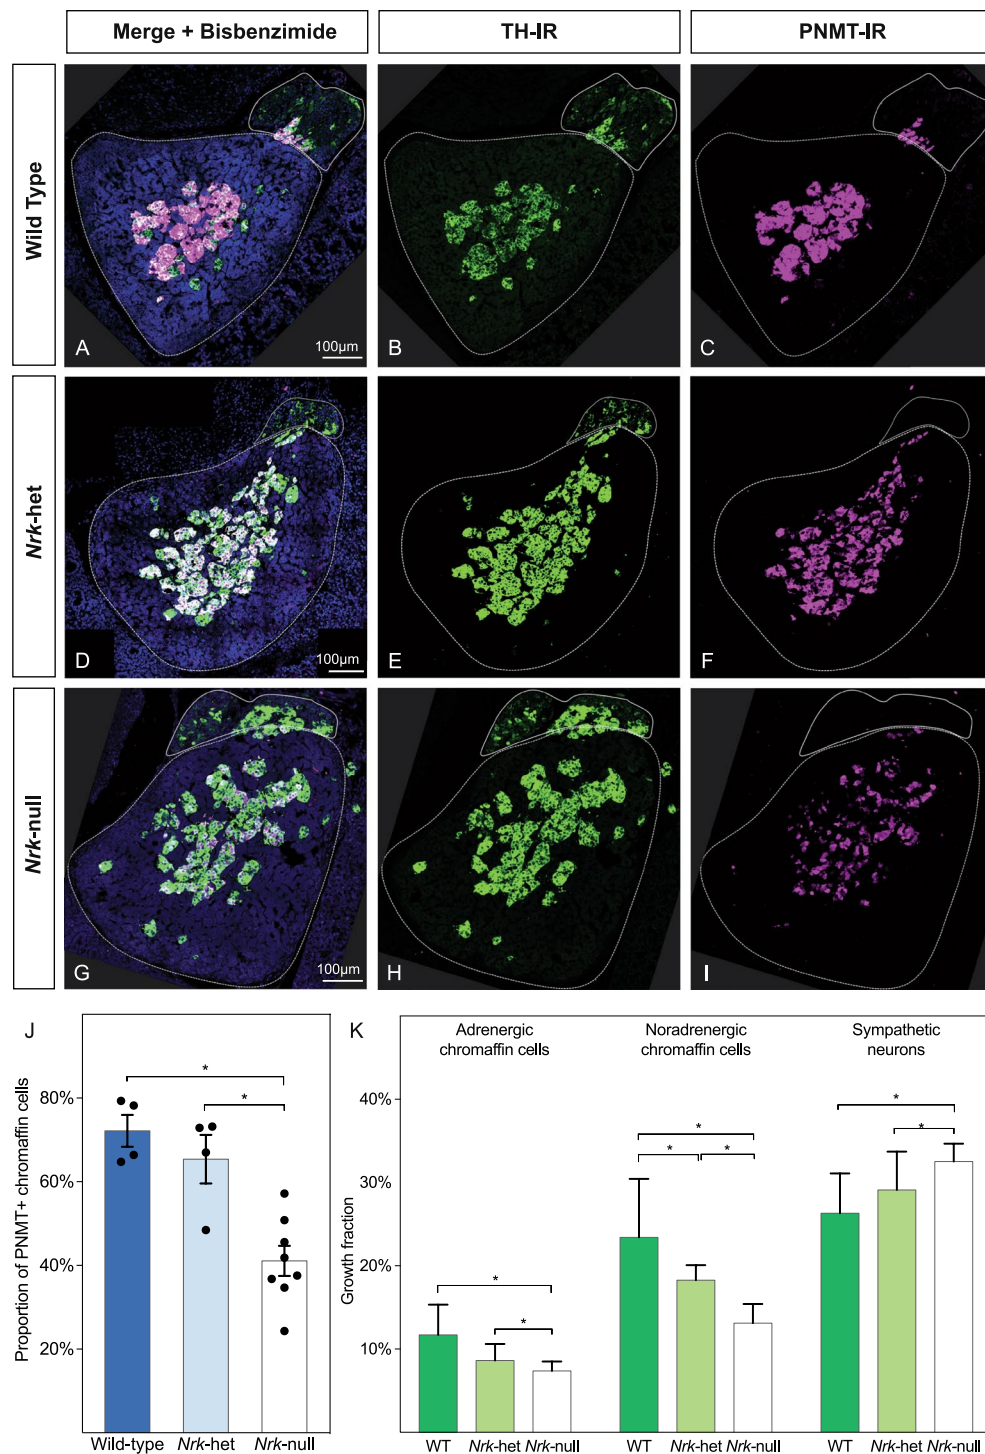 Merge + Bisbenzimide
TH-IR
PNMT-IR
Wild Type
A
100µm
B
C
Nrk-het
D
100µm
E
F
Nrk-null
G
100µm
H
I
J
Proportion of PNMT+ chromaffin cells
80%
60%
40%
20%
*
*
Wild-type
Nrk-het
Nrk-null
K
Growth fraction
40%
30%
20%
10%
Adrenergic
chromaffin cells
Noradrenergic
chromaffin cells
Sympathetic
neurons
*
*
*
*
*
*
*
WT Nrk-het Nrk-null
WT Nrk-het Nrk-null
WT Nrk-het Nrk-null